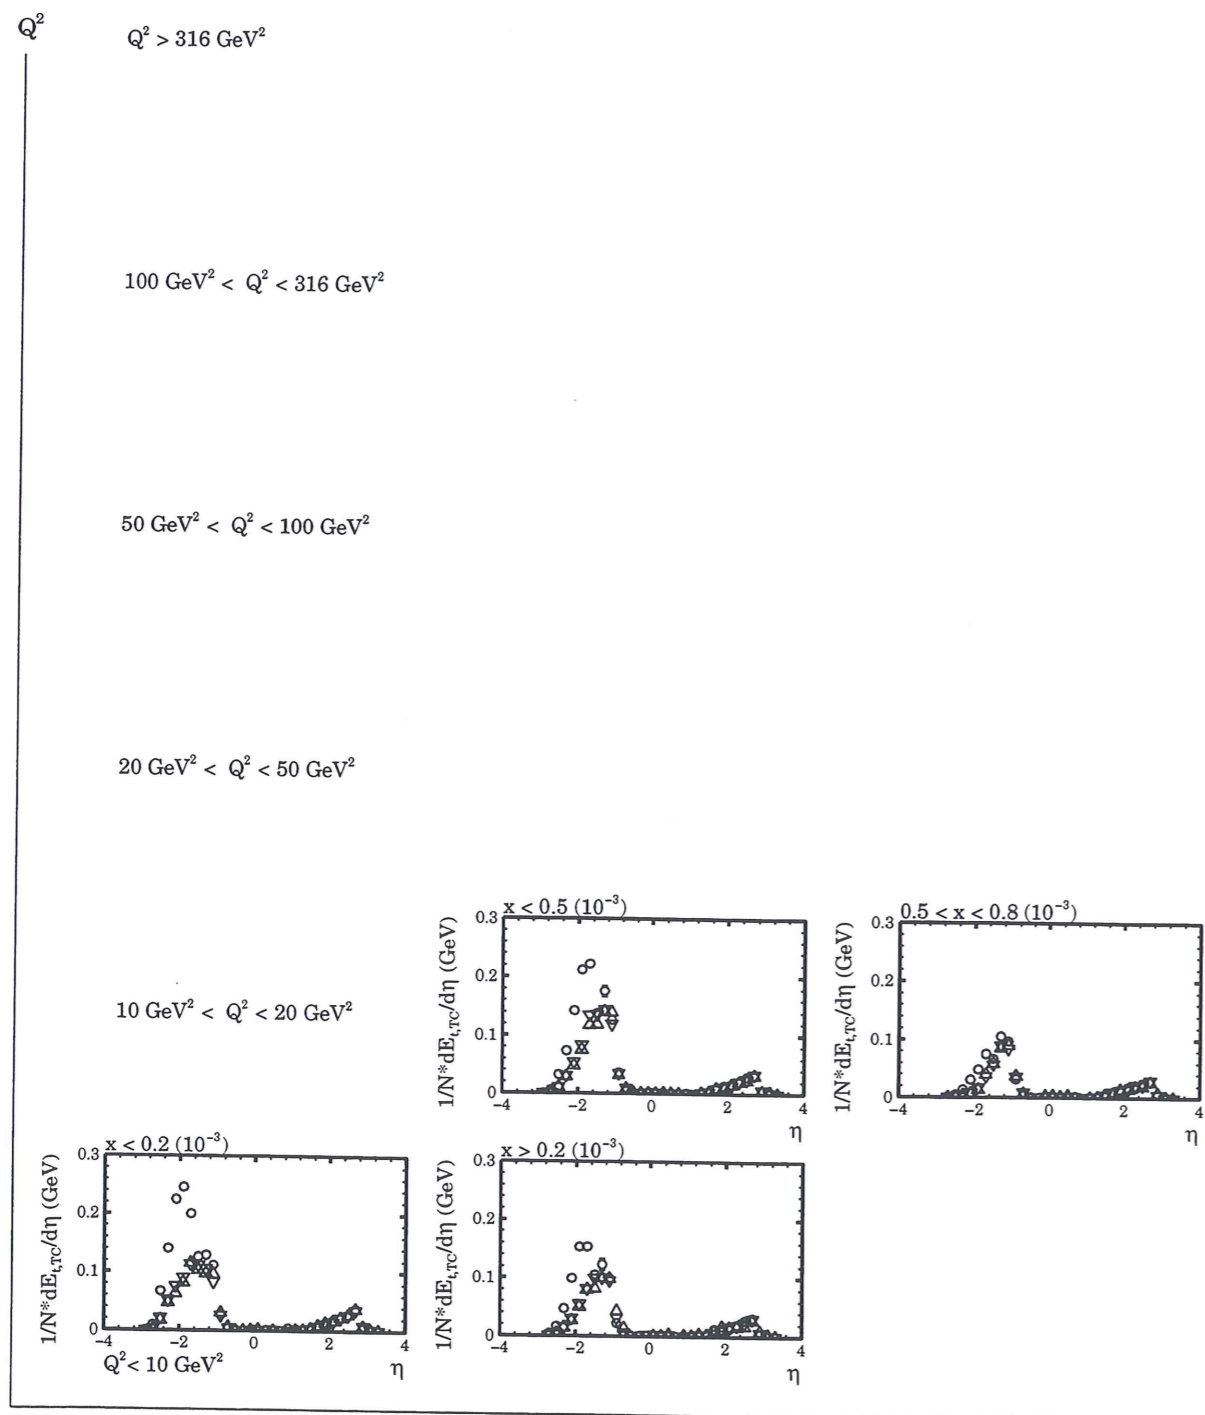 Q²
Q² > 316 GeV²
100 GeV² < Q² < 316 GeV²
50 GeV² < Q² < 100 GeV²
20 GeV² < Q² < 50 GeV²
10 GeV² < Q² < 20 GeV²
x < 0.5 (10⁻³)
1/N*dE_{t,TC}/dη (GeV)
0.3
0.2
0.1
0
−4 −2 0 2 4
η
0.5 < x < 0.8 (10⁻³)
1/N*dE_{t,TC}/dη (GeV)
0.3
0.2
0.1
0
−4 −2 0 2 4
η
x < 0.2 (10⁻³)
1/N*dE_{t,TC}/dη (GeV)
0.3
0.2
0.1
0
−4 −2 0 2 4
Q² < 10 GeV²
η
x > 0.2 (10⁻³)
1/N*dE_{t,TC}/dη (GeV)
0.3
0.2
0.1
0
−4 −2 0 2 4
η